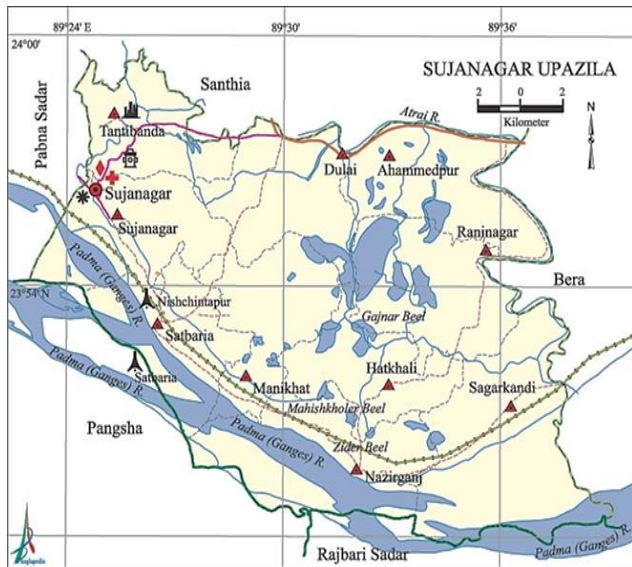 89°24' E
89°30'
89°36'
24°00'
SUJANAGAR UPAZILA
2 0 2
Kilometer
N
Santhia
Pabna Sadar
Atrai R.
Tantibanda
Dulai
Ahammedpur
Sujanagar
Sujanagar
Raninagar
Padma (Ganges) R.
Bera
23°54' N
Nishchintapur
Gajnar Beel
Satbaria
Padma (Ganges) R.
Satbaria
Manikhat
Hatkhali
Sagarkandi
Mahishkholer Beel
Pangsha
Padma (Ganges) R.
Zider Beel
Nazirganj
Banglapedia
Rajbari Sadar
Padma (Ganges) R.